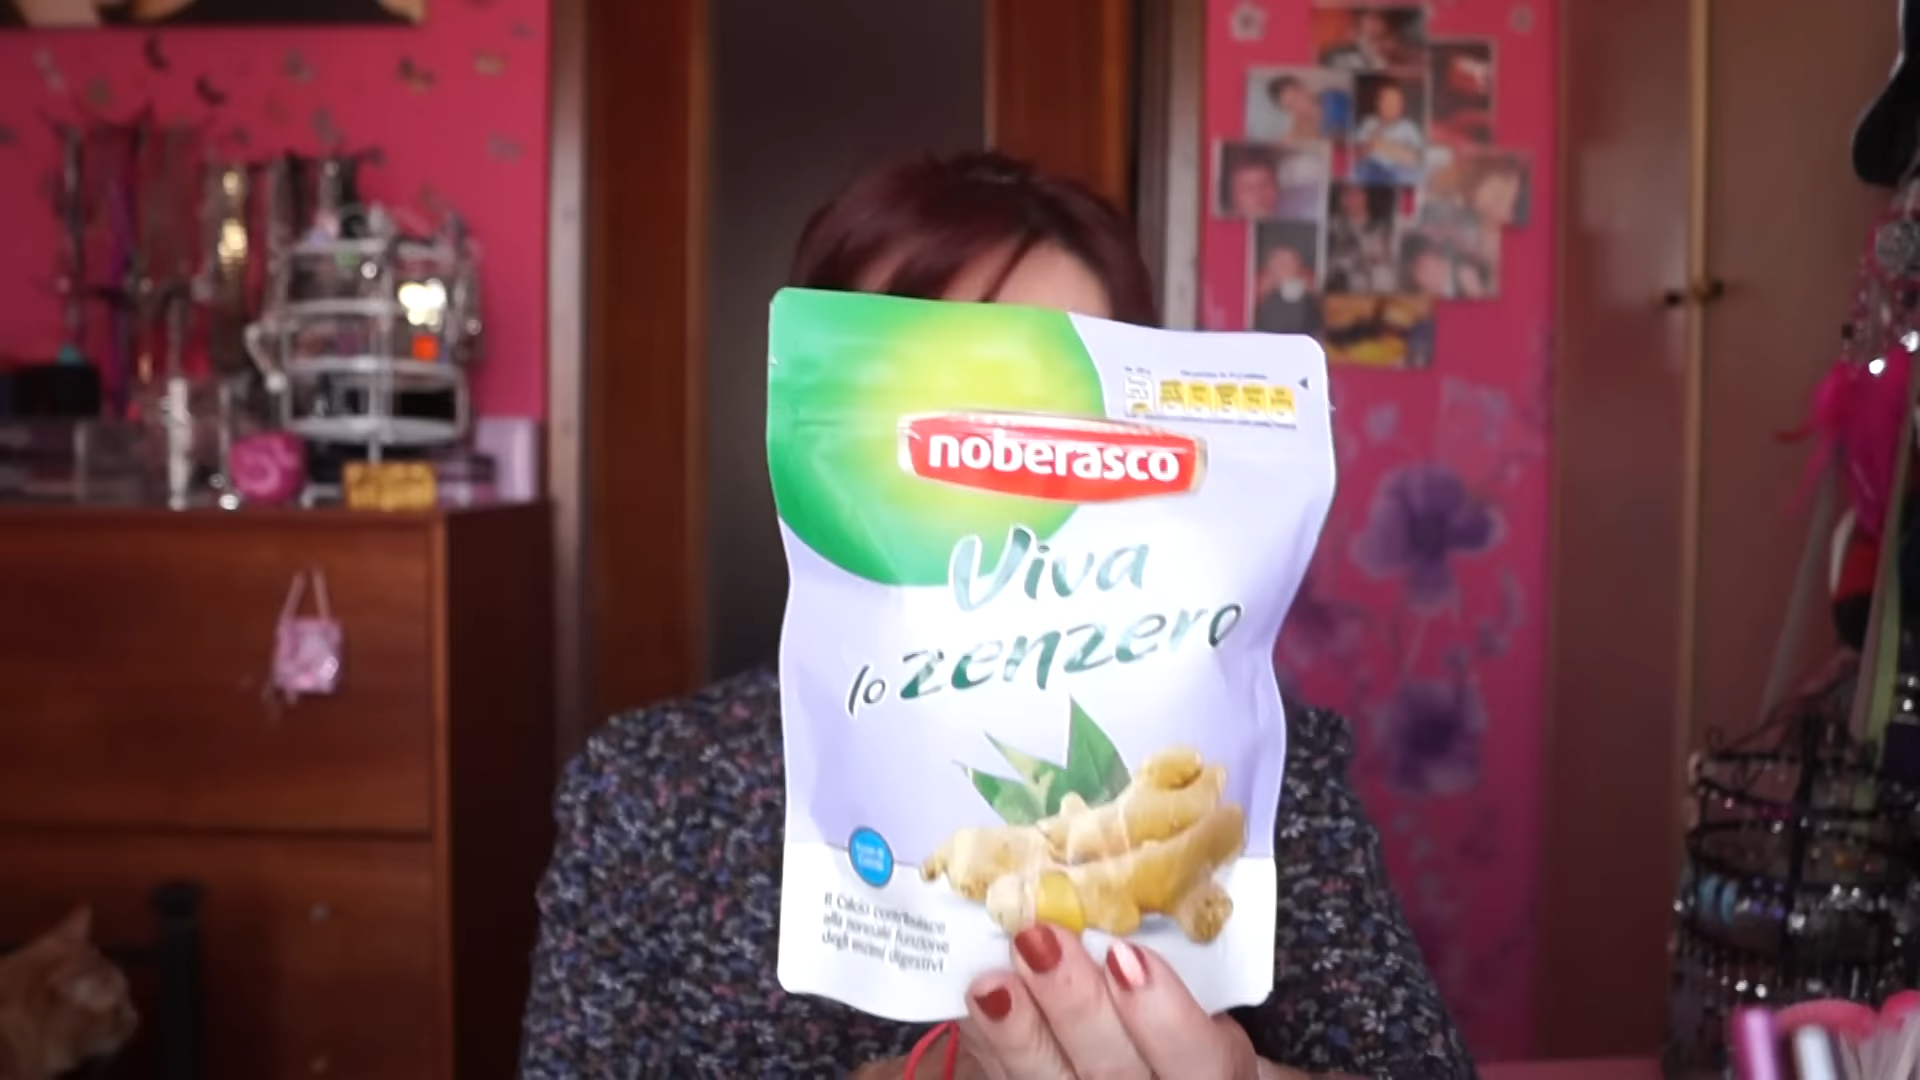 noberasco
Viva
lo zenzero
Il Calcio contribuisce
alla normale funzione
degli enzimi digestivi